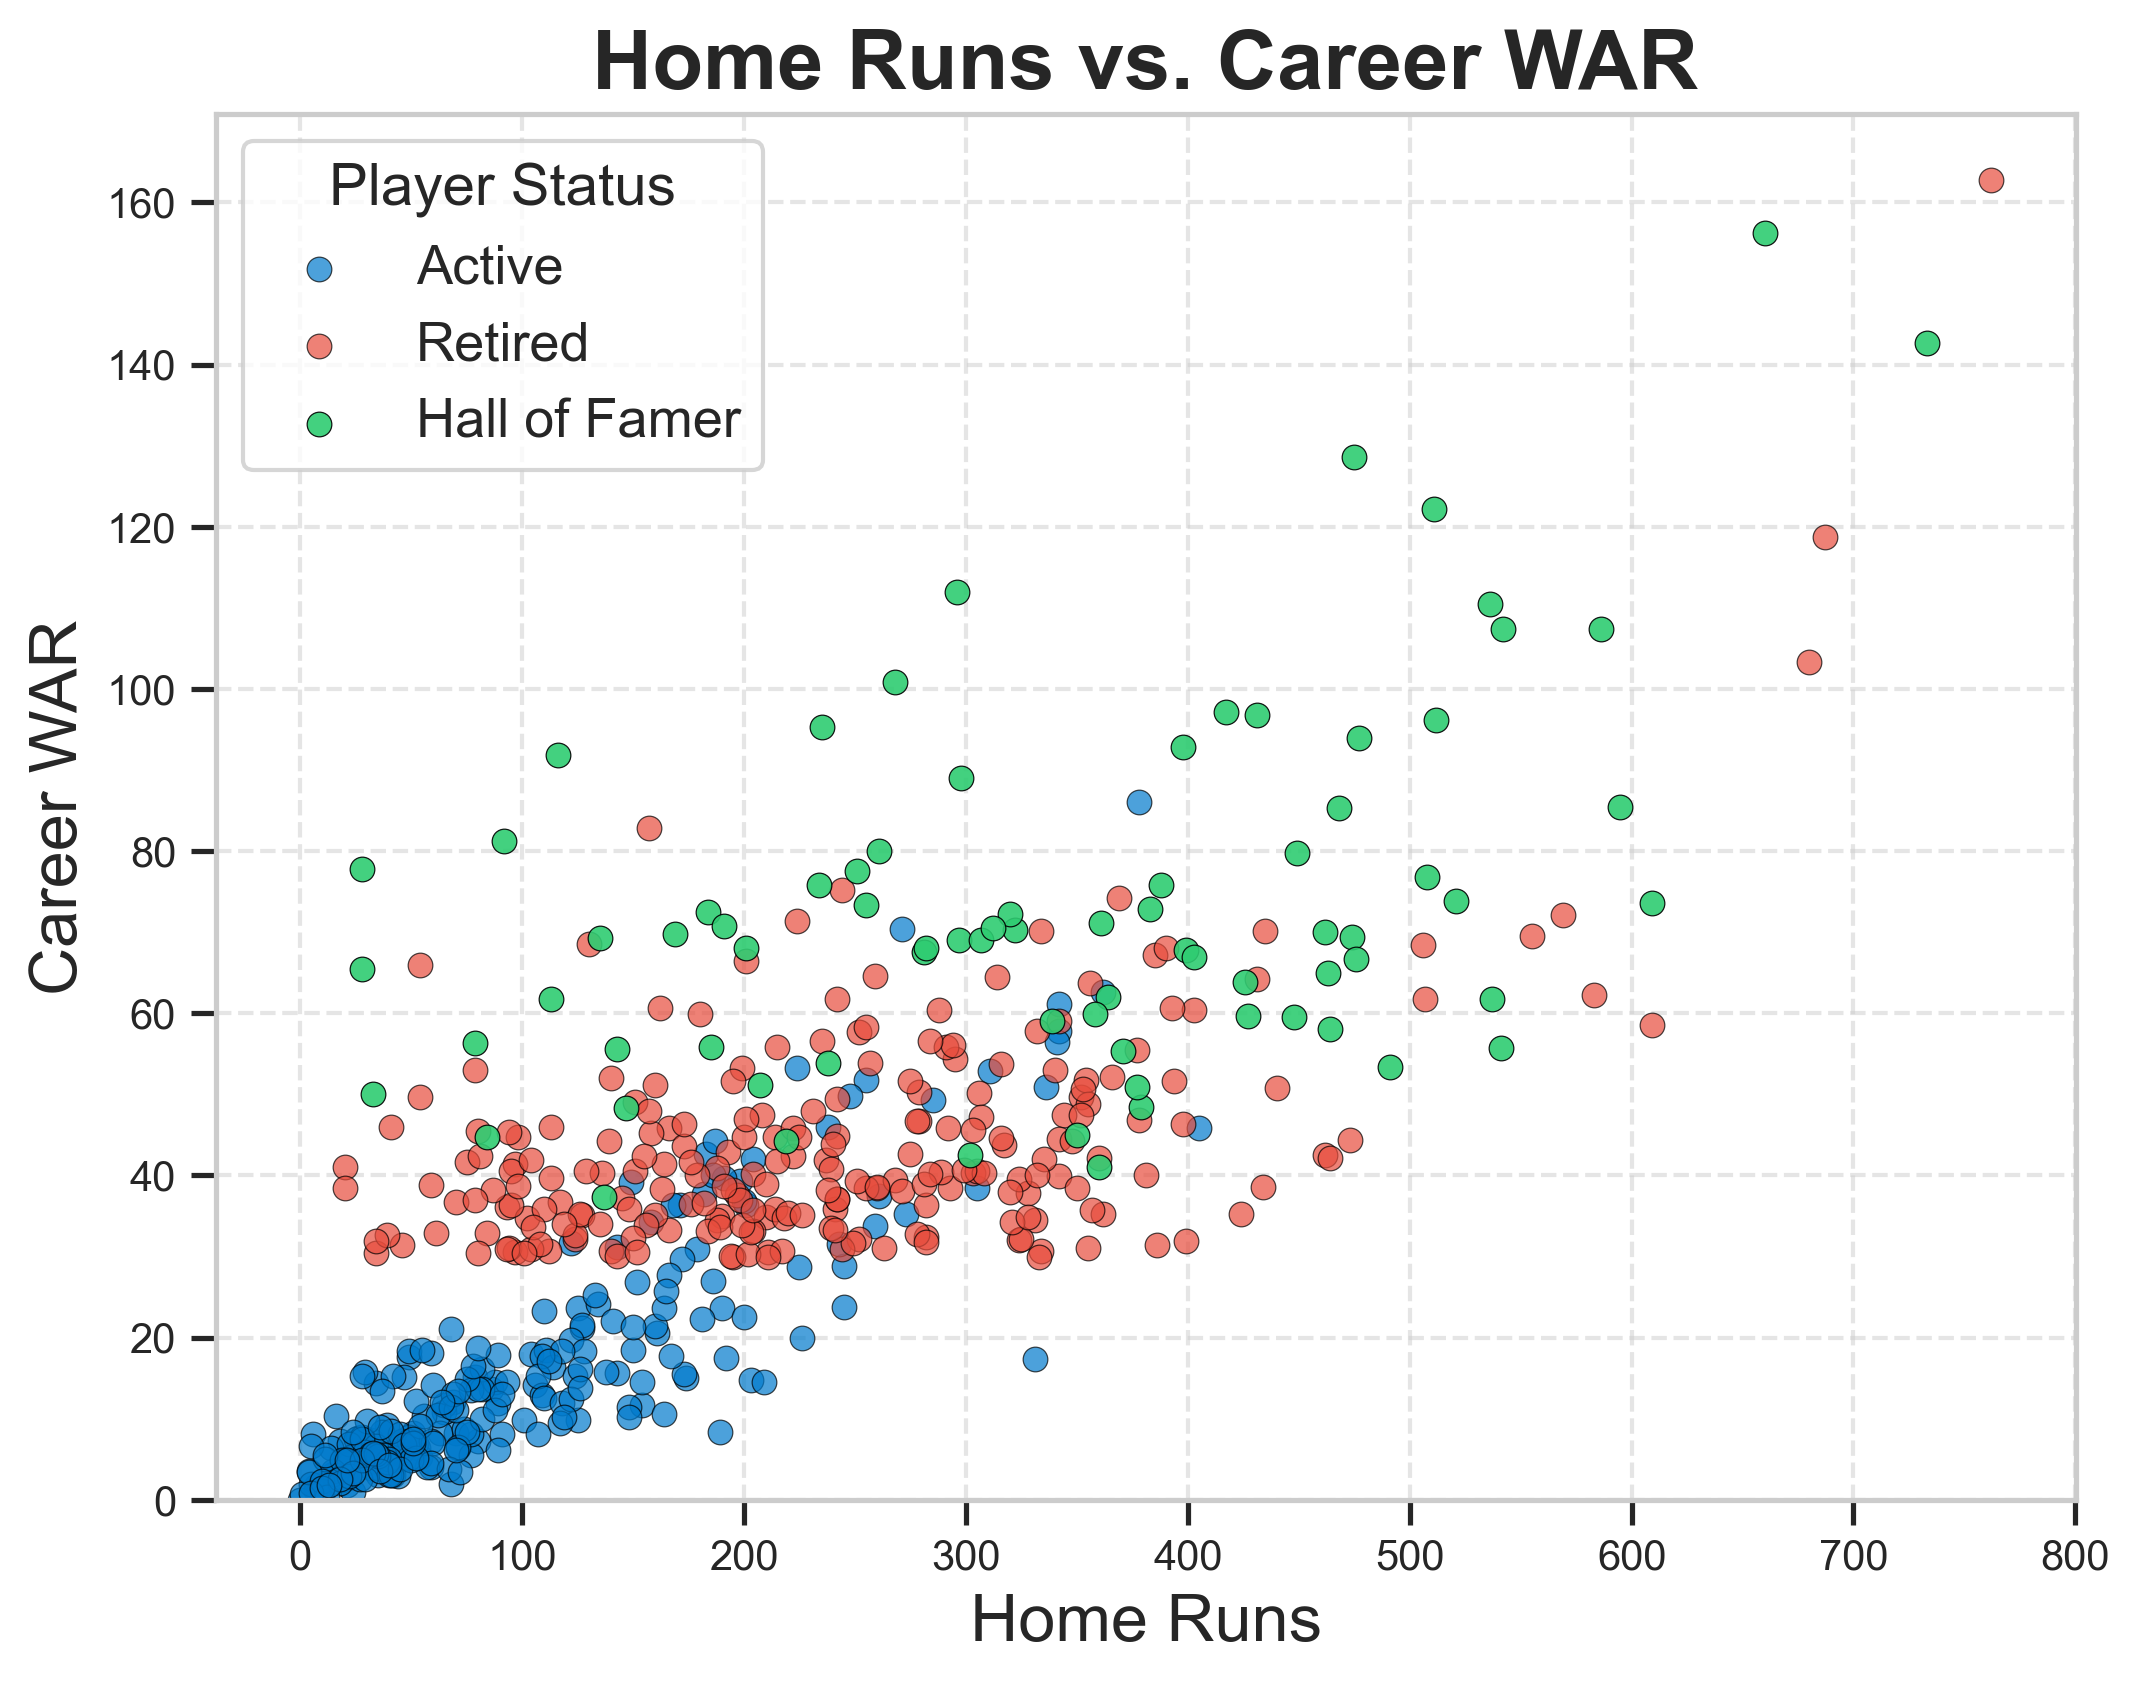 Home Runs vs. Career WAR
Player Status
Active
Retired
Hall of Famer
Career WAR
160
140
120
100
80
60
40
20
0
0 100 200 300 400 500 600 700 800
Home Runs